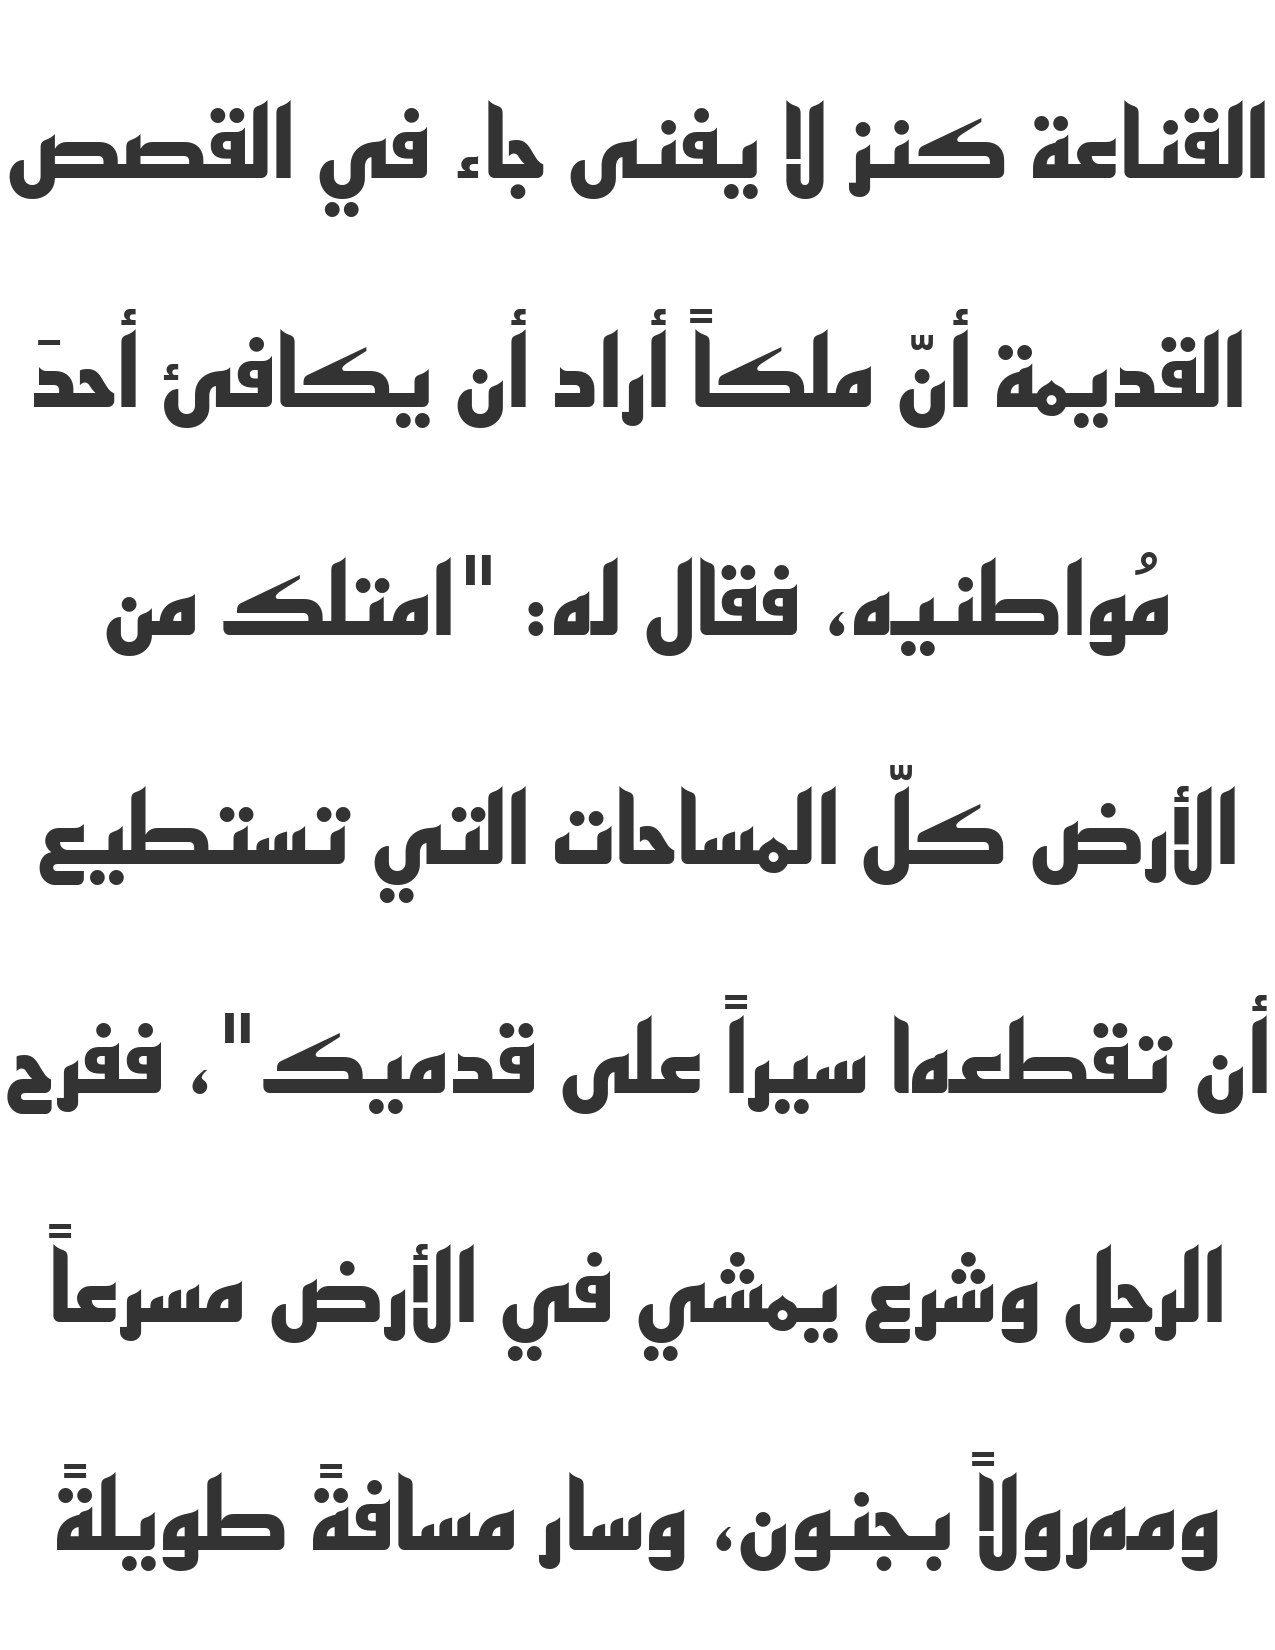 القناعة كنز لا يفنى جاء في القصص
القديمة أنّ ملكاً أراد أن يكافئ أحدَ
مُواطنيه، فقال له: "امتلك من
الأرض كلّ المساحات التي تستطيع
أن تقطعها سيراً على قدميك"، ففرح
الرجل وشرع يمشي في الأرض مسرعاً
ومهرولاً بجنون، وسار مسافةً طويلةً